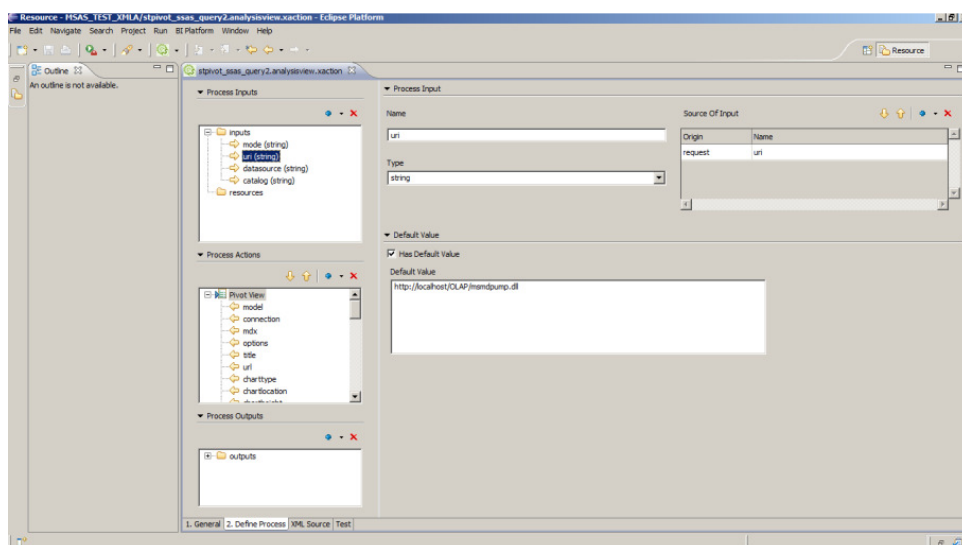 Resource - MSAS_TEST_XMLA/stpivot_ssas_query2.analysisview.xaction - Eclipse Platform
File Edit Navigate Search Project Run BI Platform Window Help
Resource
Outline
An outline is not available.
stpivot_ssas_query2.analysisview.xaction
Process Inputs
inputs
mode (string)
uri (string)
datasource (string)
catalog (string)
resources
Process Actions
Pivot View
model
connection
mdx
options
title
url
charttype
chartlocation
chartheight
Process Outputs
outputs
Process Input
Name
uri
Type
string
Source Of Input
Origin Name
request uri
Default Value
Has Default Value
Default Value
http://localhost/OLAP/msmdpump.dll
1. General 2. Define Process XML Source Test